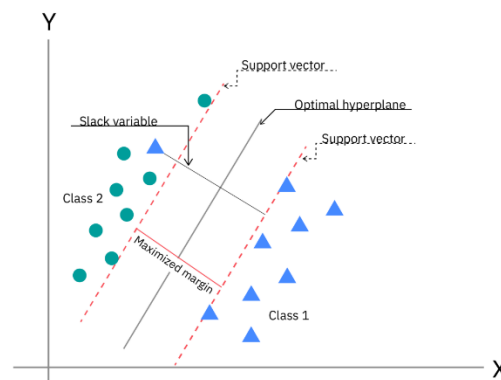 Y
Support vector
Optimal hyperplane
Slack variable
Support vector
Class 2
Maximized margin
Class 1
X